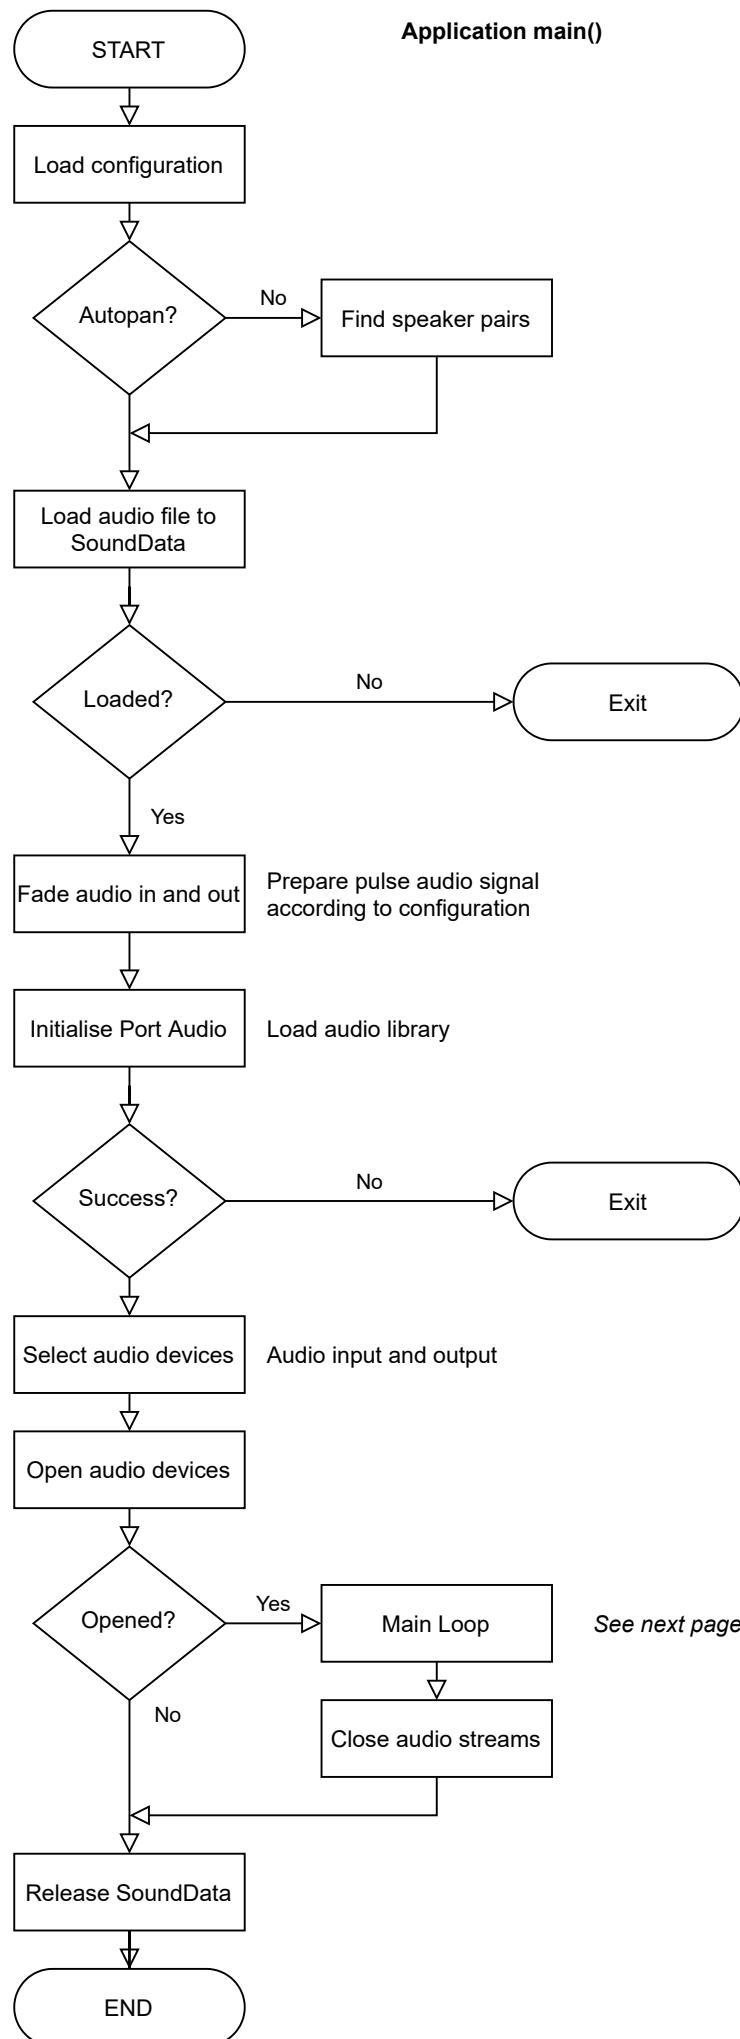 Application main()
START
Load configuration
Autopan?
No
Find speaker pairs
Load audio file to
SoundData
Loaded?
No
Exit
Yes
Fade audio in and out
Prepare pulse audio signal
according to configuration
Initialise Port Audio
Load audio library
Success?
No
Exit
Select audio devices
Audio input and output
Open audio devices
Opened?
Yes
Main Loop
See next page
No
Close audio streams
Release SoundData
END